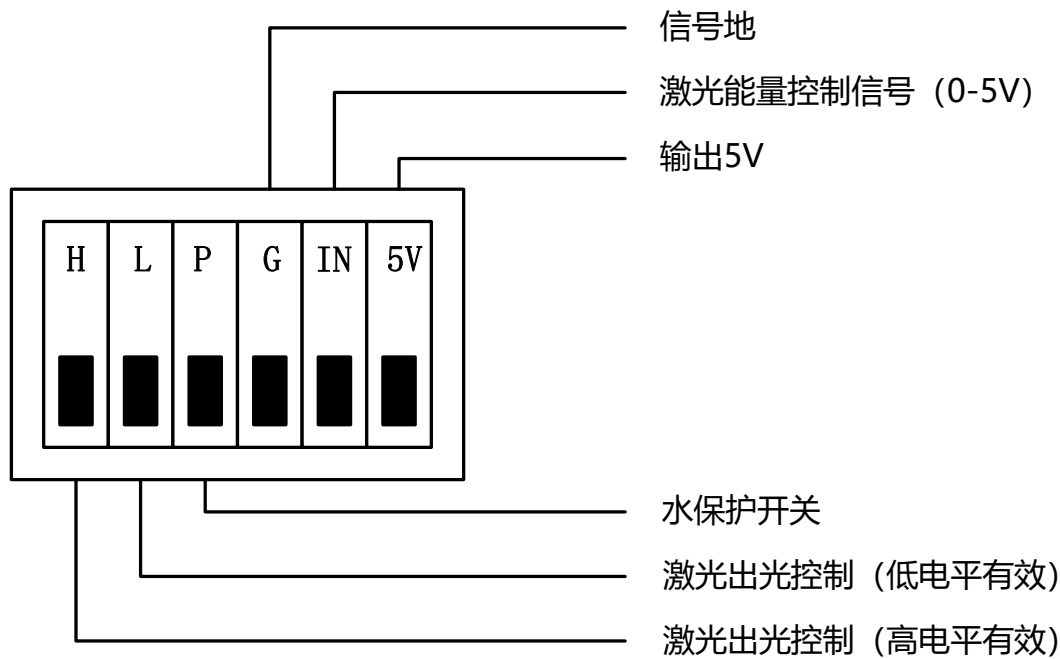 信号地
激光能量控制信号（0-5V）
输出5V
H L P G IN 5V
水保护开关
激光出光控制（低电平有效）
激光出光控制（高电平有效）